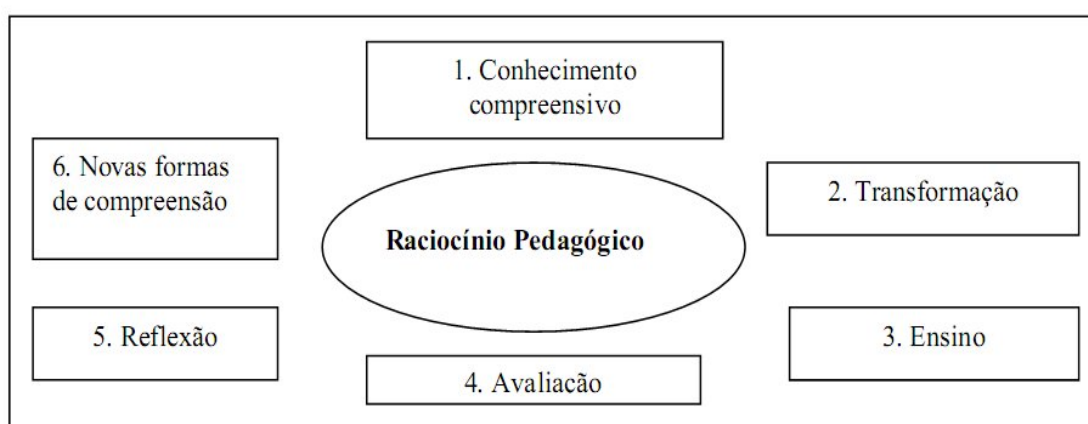 1. Conhecimento
compreensivo
6. Novas formas
de compreensão
2. Transformação
Raciocínio Pedagógico
5. Reflexão
3. Ensino
4. Avaliação